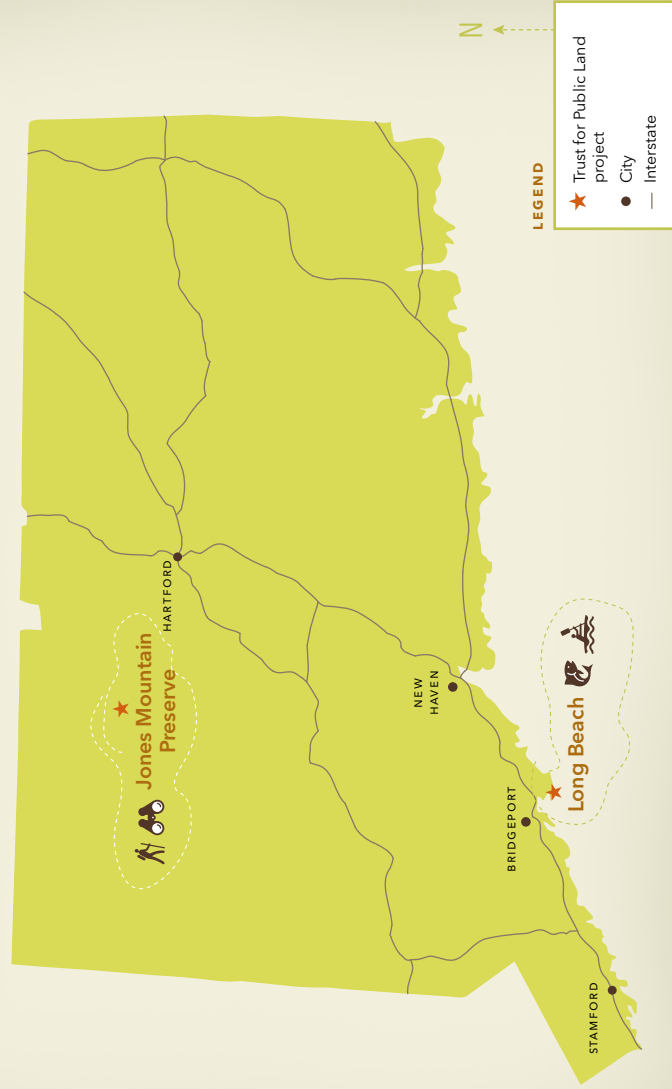 HARTFORD
Jones Mountain
Preserve
NEW
HAVEN
BRIDGEPORT
Long Beach
STAMFORD
N
LEGEND
Trust for Public Land
project
City
Interstate